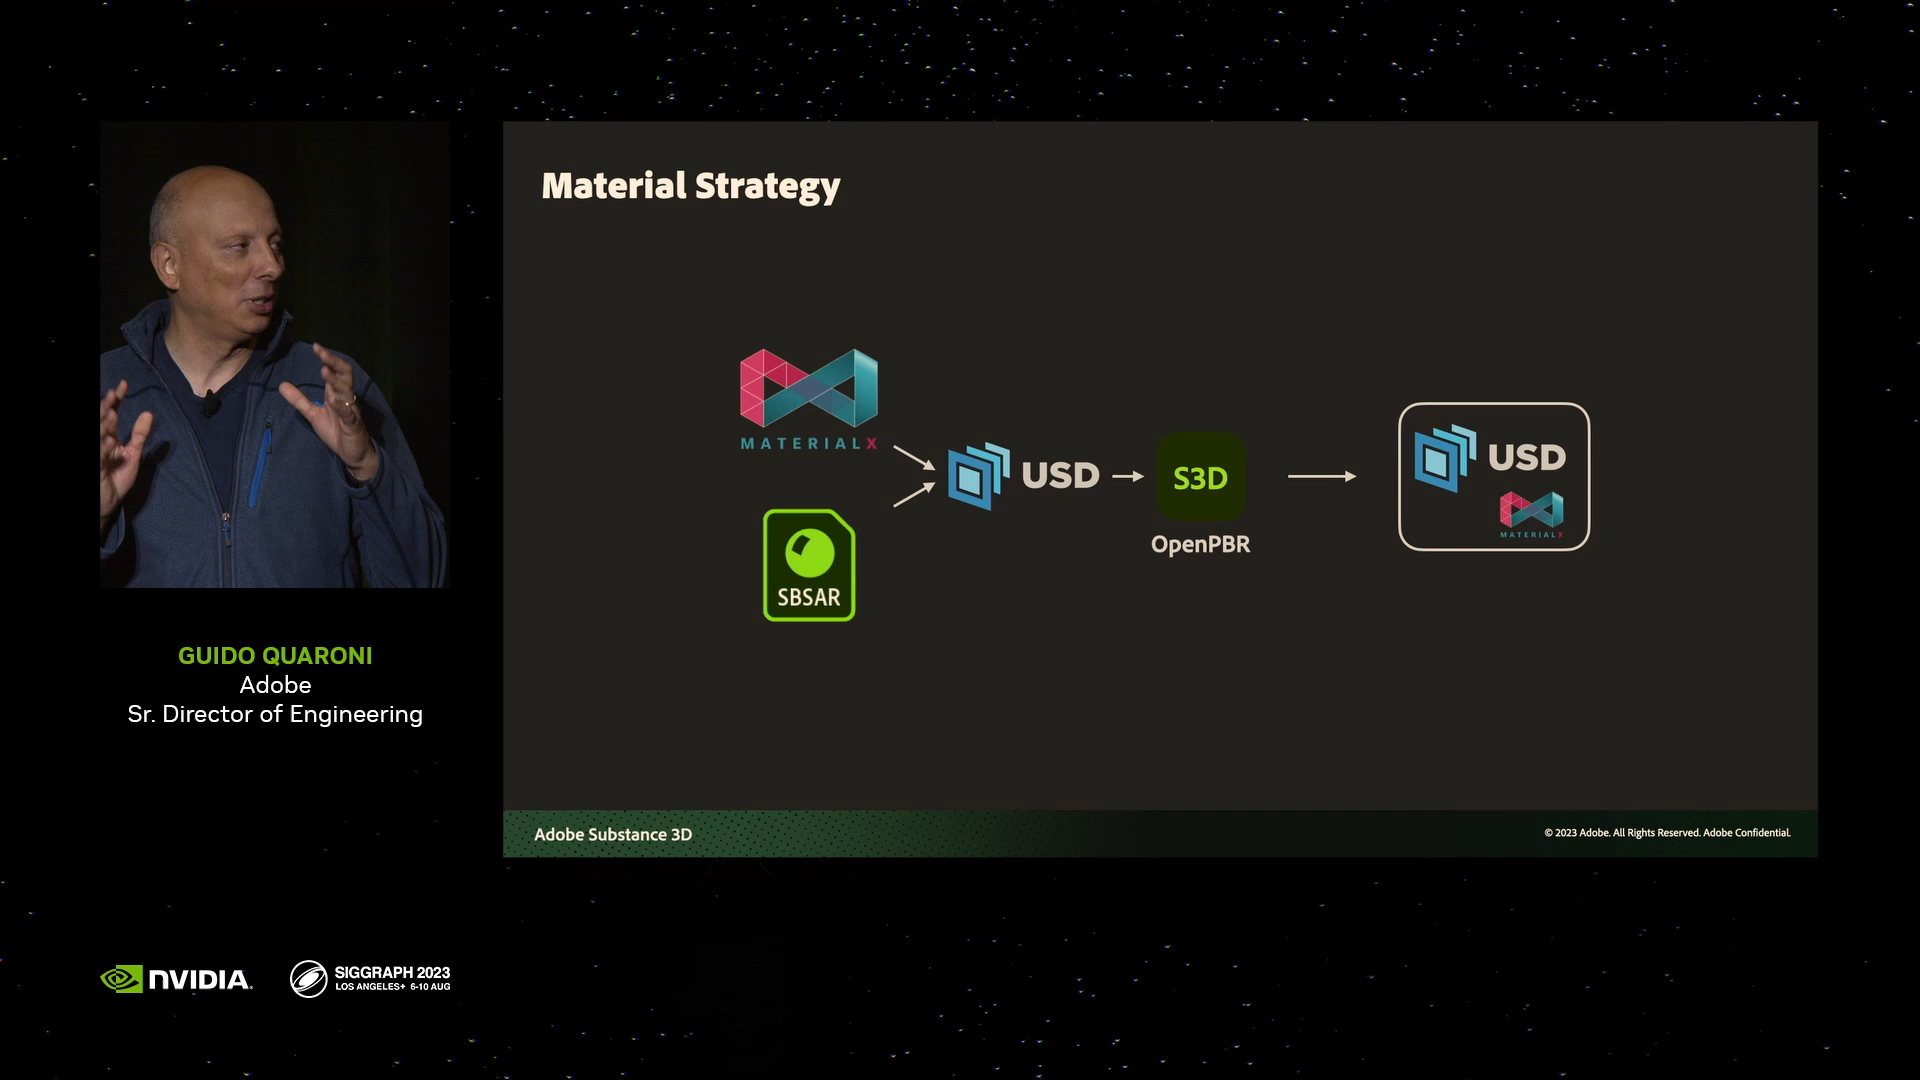 Material Strategy
MATERIALX
USD
S3D
OpenPBR
USD
MATERIALX
SBSAR
GUIDO QUARONI
Adobe
Sr. Director of Engineering
Adobe Substance 3D
© 2023 Adobe. All Rights Reserved. Adobe Confidential.
NVIDIA.
SIGGRAPH 2023
LOS ANGELES+ 6-10 AUG